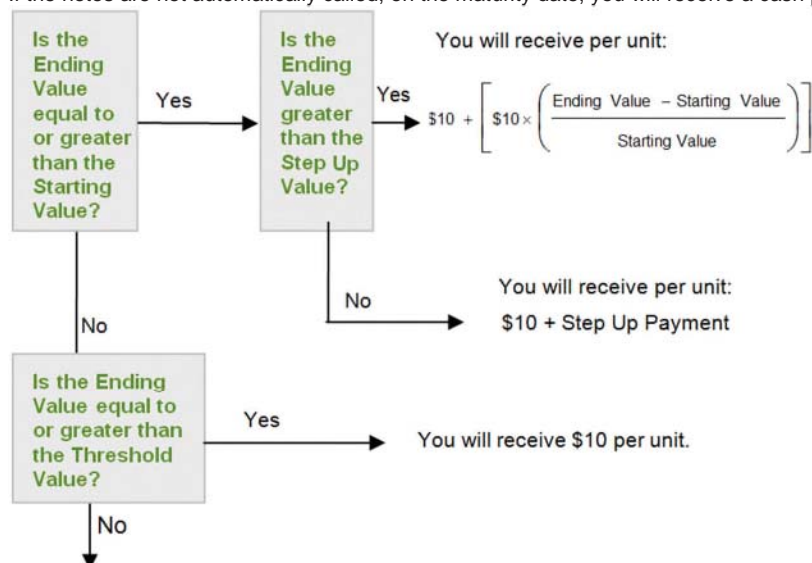 If the notes are not automatically called, on the maturity date, you will receive a cash
Is the
Ending
Value
equal to
or greater
than the
Starting
Value?
Yes
Is the
Ending
Value
greater
than the
Step Up
Value?
Yes
You will receive per unit:
$10 + [ $10 × ( Ending Value – Starting Value / Starting Value ) ]
No
You will receive per unit:
$10 + Step Up Payment
No
Is the Ending
Value equal to
or greater than
the Threshold
Value?
Yes
You will receive $10 per unit.
No